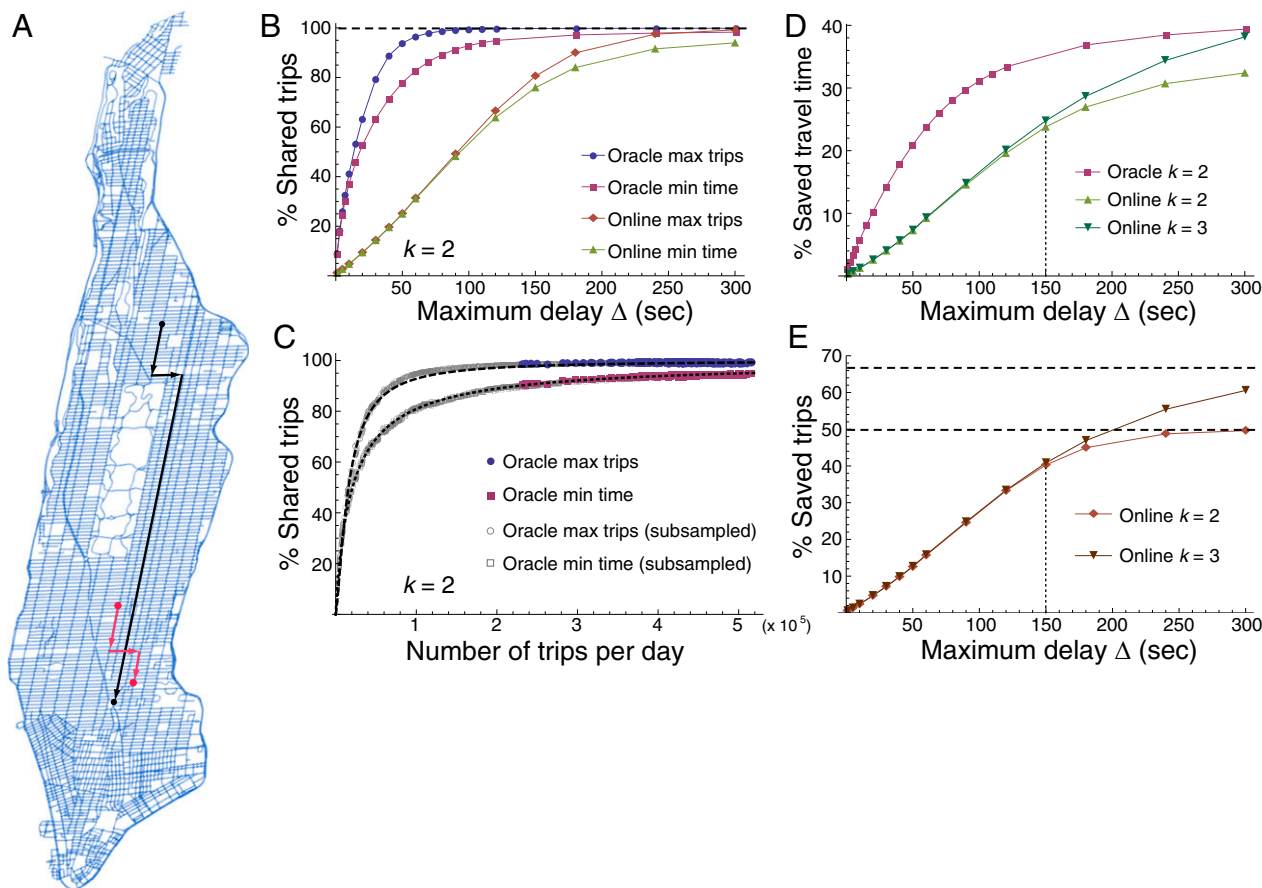 A
B
% Shared trips
100
80
60
40
20
50
100
150
200
250
300
Maximum delay Δ (sec)
Oracle max trips
Oracle min time
Online max trips
Online min time
k = 2
C
% Shared trips
100
80
60
40
20
1
2
3
4
5
(x 10⁵)
Number of trips per day
Oracle max trips
Oracle min time
Oracle max trips (subsampled)
Oracle min time (subsampled)
k = 2
D
% Saved travel time
40
30
20
10
0
50
100
150
200
250
300
Maximum delay Δ (sec)
Oracle k = 2
Online k = 2
Online k = 3
E
% Saved trips
70
60
50
40
30
20
10
50
100
150
200
250
300
Maximum delay Δ (sec)
Online k = 2
Online k = 3